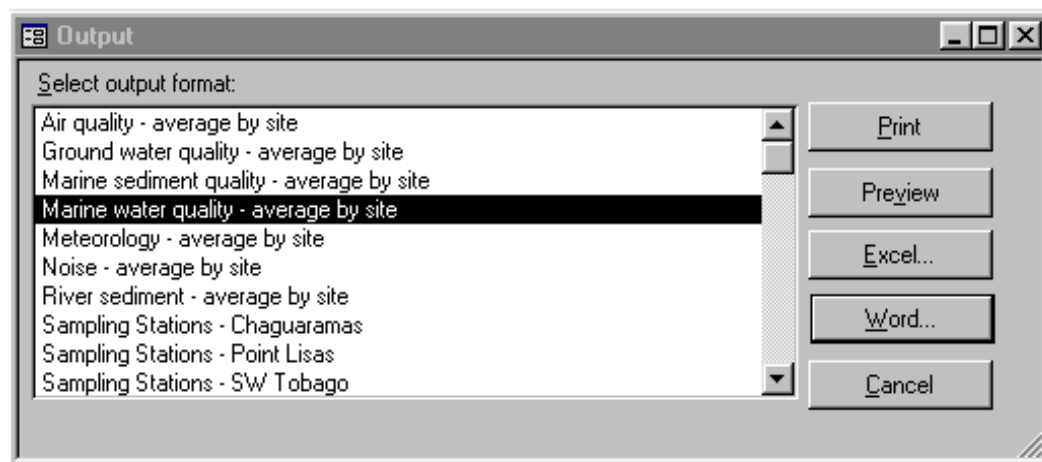 Output
Select output format:
Air quality - average by site
Ground water quality - average by site
Marine sediment quality - average by site
Marine water quality - average by site
Meteorology - average by site
Noise - average by site
River sediment - average by site
Sampling Stations - Chaguaramas
Sampling Stations - Point Lisas
Sampling Stations - SW Tobago
Print
Preview
Excel...
Word...
Cancel